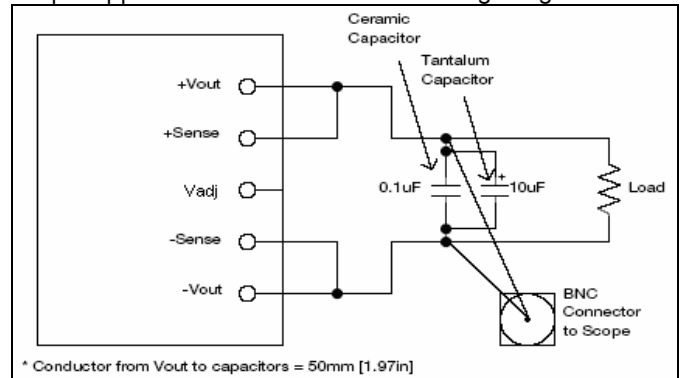 Ceramic
Capacitor
Tantalum
Capacitor
+Vout
+Sense
Vadj
-Sense
-Vout
0.1uF
+
10uF
Load
BNC
Connector
to Scope
* Conductor from Vout to capacitors = 50mm [1.97in]